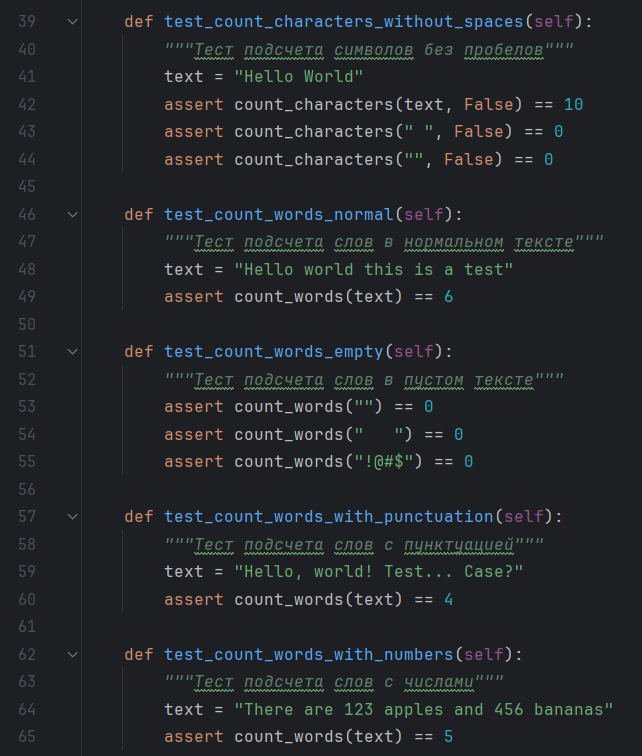 39 def test_count_characters_without_spaces(self):
40 """Тест подсчета символов без пробелов"""
41 text = "Hello World"
42 assert count_characters(text, False) == 10
43 assert count_characters(" ", False) == 0
44 assert count_characters("", False) == 0
45
46 def test_count_words_normal(self):
47 """Тест подсчета слов в нормальном тексте"""
48 text = "Hello world this is a test"
49 assert count_words(text) == 6
50
51 def test_count_words_empty(self):
52 """Тест подсчета слов в пустом тексте"""
53 assert count_words("") == 0
54 assert count_words("   ") == 0
55 assert count_words("!@#$") == 0
56
57 def test_count_words_with_punctuation(self):
58 """Тест подсчета слов с пунктуацией"""
59 text = "Hello, world! Test... Case?"
60 assert count_words(text) == 4
61
62 def test_count_words_with_numbers(self):
63 """Тест подсчета слов с числами"""
64 text = "There are 123 apples and 456 bananas"
65 assert count_words(text) == 5